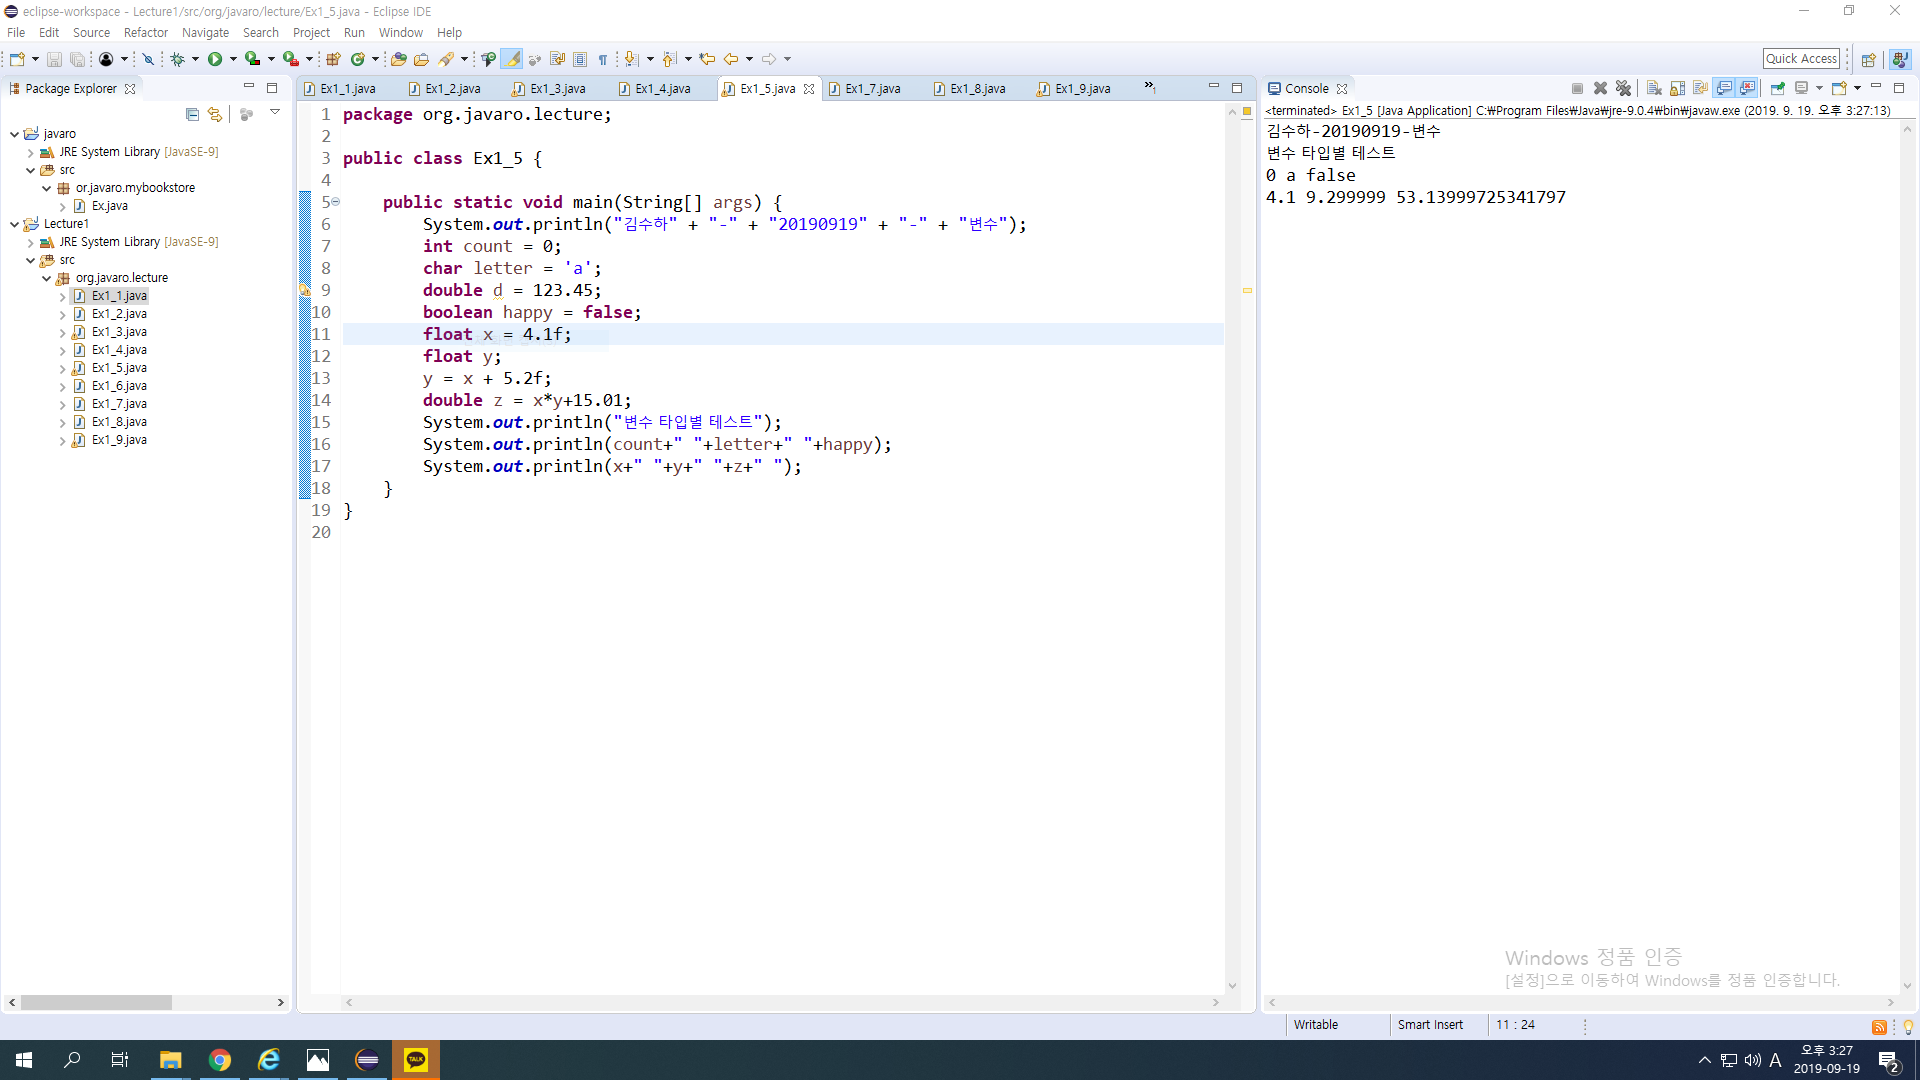 eclipse-workspace - Lecture1/src/org/javaro/lecture/Ex1_5.java - Eclipse IDE
File Edit Source Refactor Navigate Search Project Run Window Help
Quick Access
Package Explorer
javaro
JRE System Library [JavaSE-9]
src
or.javaro.mybookstore
Ex.java
Lecture1
JRE System Library [JavaSE-9]
src
org.javaro.lecture
Ex1_1.java
Ex1_2.java
Ex1_3.java
Ex1_4.java
Ex1_5.java
Ex1_6.java
Ex1_7.java
Ex1_8.java
Ex1_9.java
Ex1_1.java Ex1_2.java Ex1_3.java Ex1_4.java Ex1_5.java Ex1_7.java Ex1_8.java Ex1_9.java »1
1 package org.javaro.lecture;
2
3 public class Ex1_5 {
4
5 public static void main(String[] args) {
6 System.out.println("김수하" + "-" + "20190919" + "-" + "변수");
7 int count = 0;
8 char letter = 'a';
9 double d = 123.45;
10 boolean happy = false;
11 float x = 4.1f;
12 float y;
13 y = x + 5.2f;
14 double z = x*y+15.01;
15 System.out.println("변수 타입별 테스트");
16 System.out.println(count+" "+letter+" "+happy);
17 System.out.println(x+" "+y+" "+z+" ");
18 }
19 }
20
Console
<terminated> Ex1_5 [Java Application] C:₩Program Files₩Java₩jre-9.0.4₩bin₩javaw.exe (2019. 9. 19. 오후 3:27:13)
김수하-20190919-변수
변수 타입별 테스트
0 a false
4.1 9.299999 53.13999725341797
Windows 정품 인증
[설정]으로 이동하여 Windows를 정품 인증합니다.
Writable Smart Insert 11 : 24
TALK
A
오후 3:27
2019-09-19
2